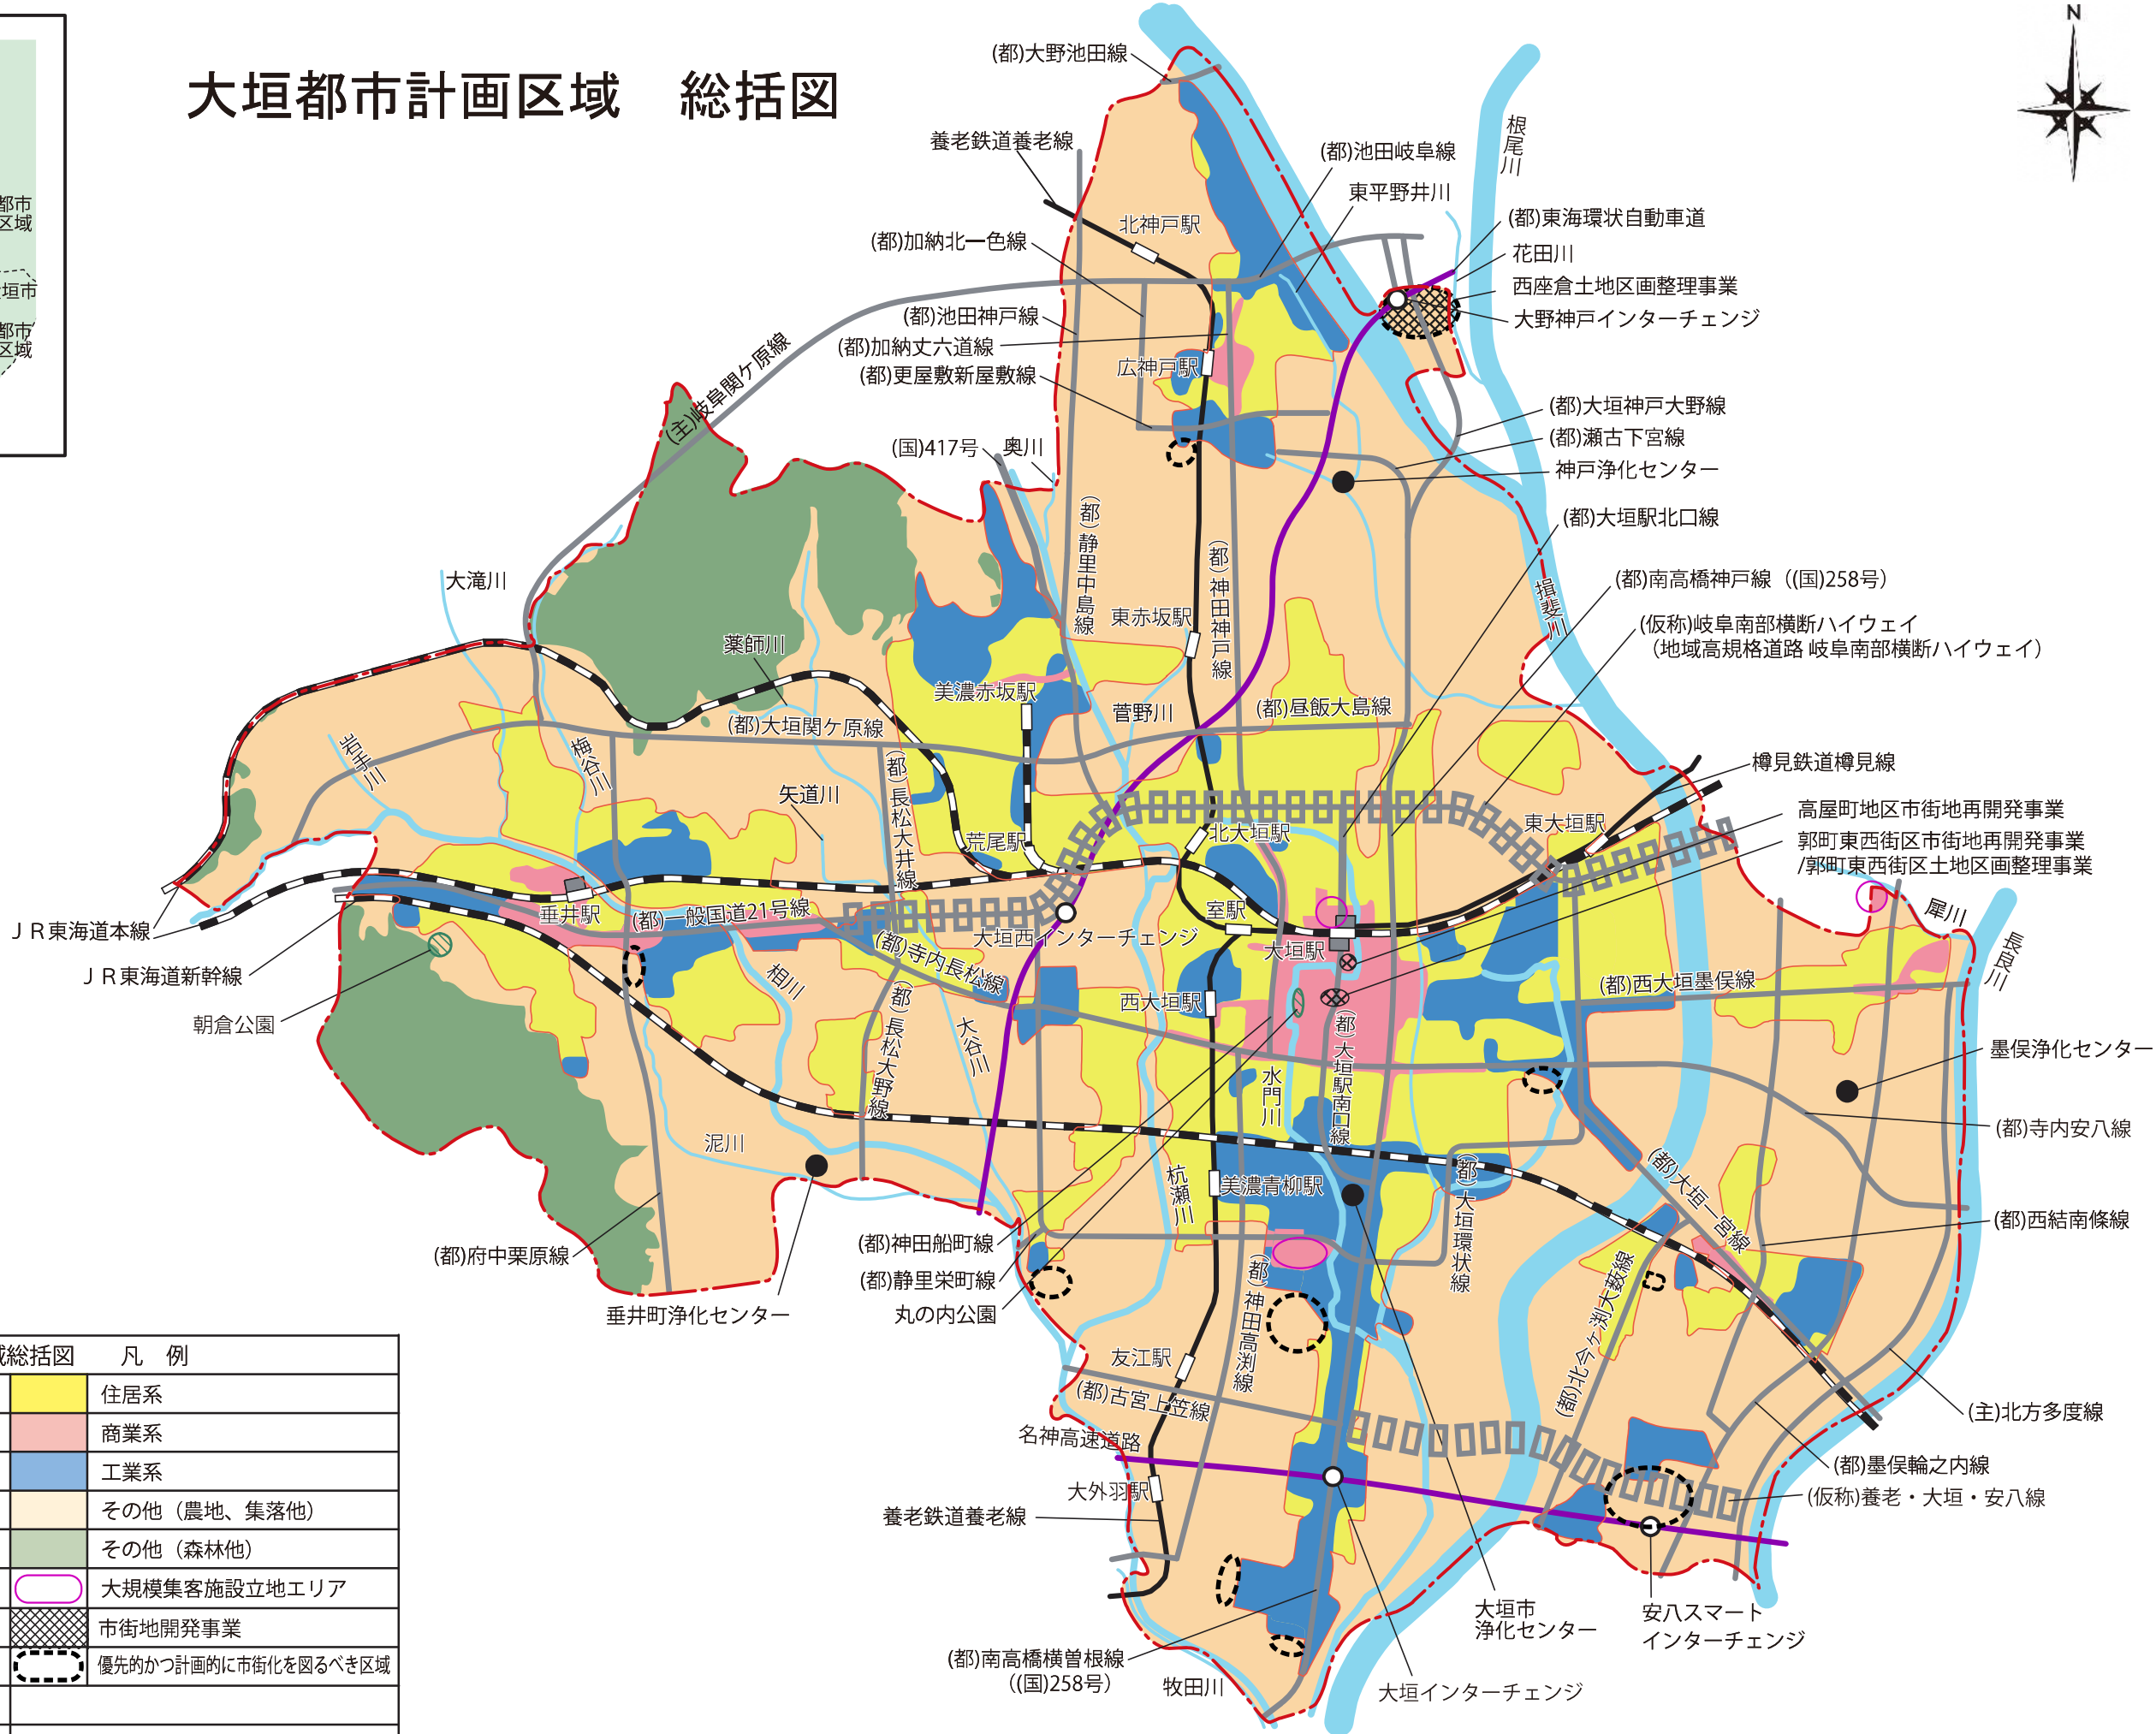 大垣都市計画区域　総括図
N
都市
区域
垣市
都市
区域
(都)大野池田線
養老鉄道養老線
根尾川
(都)池田岐阜線
東平野井川
北神戸駅
(都)東海環状自動車道
(都)加納北一色線
花田川
西座倉土地区画整理事業
(都)池田神戸線
大野神戸インターチェンジ
(都)加納丈六道線
広神戸駅
(都)更屋敷新屋敷線
(主)岐阜関ケ原線
(都)大垣神戸大野線
(都)瀬古下宮線
(国)417号
奥川
神戸浄化センター
(都)静里中島線
(都)神田神戸線
(都)大垣駅北口線
大滝川
揖斐川
(都)南高橋神戸線（(国)258号）
東赤坂駅
(仮称)岐阜南部横断ハイウェイ
（地域高規格道路 岐阜南部横断ハイウェイ）
薬師川
美濃赤坂駅
菅野川
(都)昼飯大島線
(都)大垣関ケ原線
岩手川
梅谷川
(都)長松大井線
樽見鉄道樽見線
矢道川
高屋町地区市街地再開発事業
荒尾駅
北大垣駅
東大垣駅
郭町東西街区市街地再開発事業
/郭町東西街区土地区画整理事業
垂井駅
(都)一般国道21号線
室駅
犀川
ＪＲ東海道本線
大垣西インターチェンジ
大垣駅
長良川
ＪＲ東海道新幹線
(都)寺内長松線
相川
(都)西大垣墨俣線
西大垣駅
朝倉公園
(都)長松大野線
大谷川
(都)大垣駅南口線
墨俣浄化センター
水門川
泥川
(都)寺内安八線
杭瀬川
美濃青柳駅
(都)大垣環状線
(都)大垣一宮線
(都)西結南條線
(都)府中栗原線
(都)神田船町線
(都)静里栄町線
丸の内公園
(都)神田高渕線
(都)北今ヶ渕大薮線
垂井町浄化センター
友江駅
(都)古宮上笠線
名神高速道路
(主)北方多度線
大外羽駅
(都)墨俣輪之内線
養老鉄道養老線
(仮称)養老・大垣・安八線
大垣市
浄化センター
安八スマート
インターチェンジ
(都)南高橋横曽根線
（(国)258号）
牧田川
大垣インターチェンジ
域総括図　　凡　例
住居系
商業系
工業系
その他（農地、集落他）
その他（森林他）
大規模集客施設立地エリア
市街地開発事業
優先的かつ計画的に市街化を図るべき区域